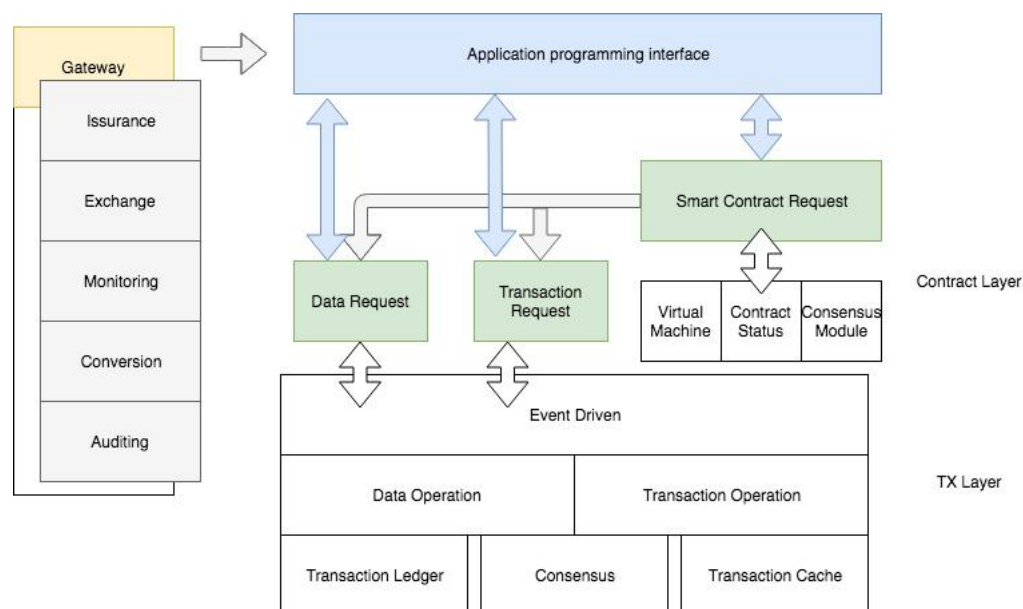 Gateway
Application programming interface
Issurance
Exchange
Monitoring
Conversion
Auditing
Smart Contract Request
Data Request
Transaction
Request
Virtual
Machine
Contract
Status
Consensus
Module
Contract Layer
Event Driven
Data Operation
Transaction Operation
TX Layer
Transaction Ledger
Consensus
Transaction Cache